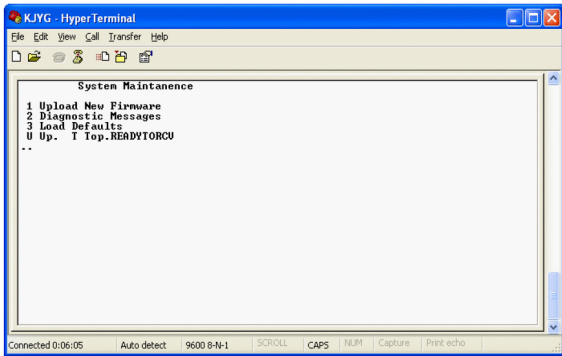 KJYG - HyperTerminal
File Edit View Call Transfer Help
System Maintanence
1 Upload New Firmware
2 Diagnostic Messages
3 Load Defaults
U Up. T Top.READYTORCV
..
Connected 0:06:05 Auto detect 9600 8-N-1 SCROLL CAPS NUM Capture Print echo